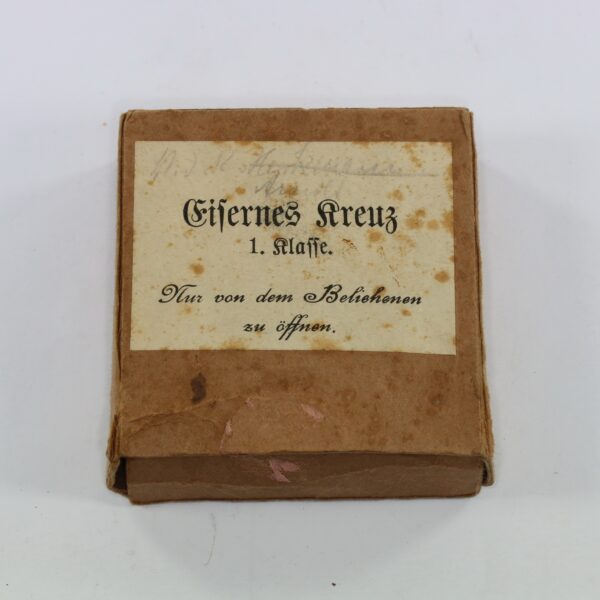 Eisernes Kreuz
1. Klasse.
Nur von dem Beliehenen
zu öffnen.